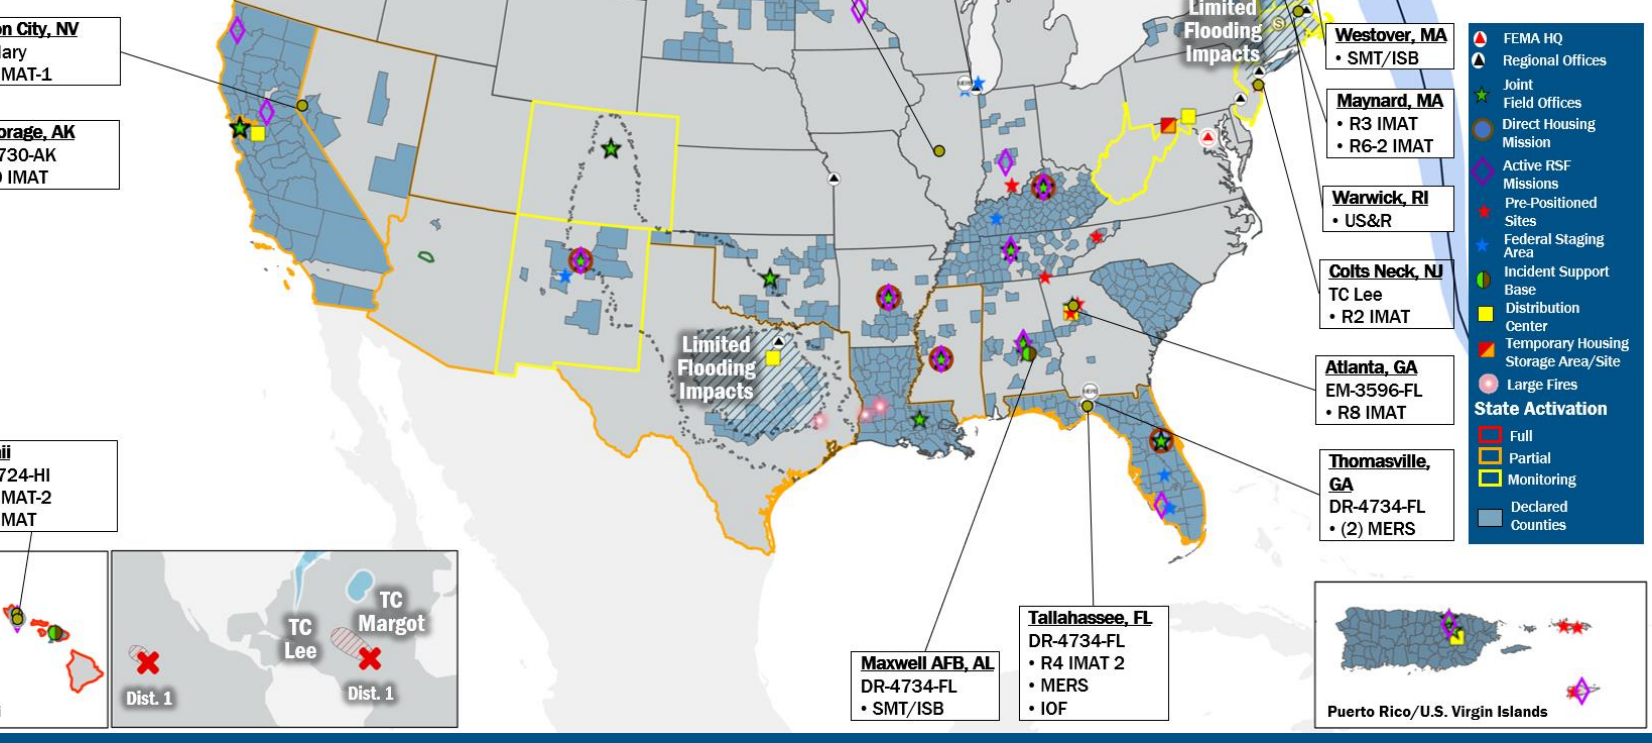 on City, NV
MAT-1
orage, AK
730-AK
IMAT
ii
724-HI
MAT-2
MAT
Limited
Flooding
Impacts
Limited
Flooding
Impacts
Westover, MA
• SMT/ISB
Maynard, MA
• R3 IMAT
• R6-2 IMAT
Warwick, RI
• US&R
Colts Neck, NJ
TC Lee
• R2 IMAT
Atlanta, GA
EM-3596-FL
• R8 IMAT
Thomasville,
GA
DR-4734-FL
• (2) MERS
Tallahassee, FL
DR-4734-FL
• R4 IMAT 2
• MERS
• IOF
Maxwell AFB, AL
DR-4734-FL
• SMT/ISB
TC
Lee
TC
Margot
Dist. 1
Dist. 1
FEMA HQ
Regional Offices
Joint
Field Offices
Direct Housing
Mission
Active RSF
Missions
Pre-Positioned
Sites
Federal Staging
Area
Incident Support
Base
Distribution
Center
Temporary Housing
Storage Area/Site
Large Fires
State Activation
Full
Partial
Monitoring
Declared
Counties
Puerto Rico/U.S. Virgin Islands